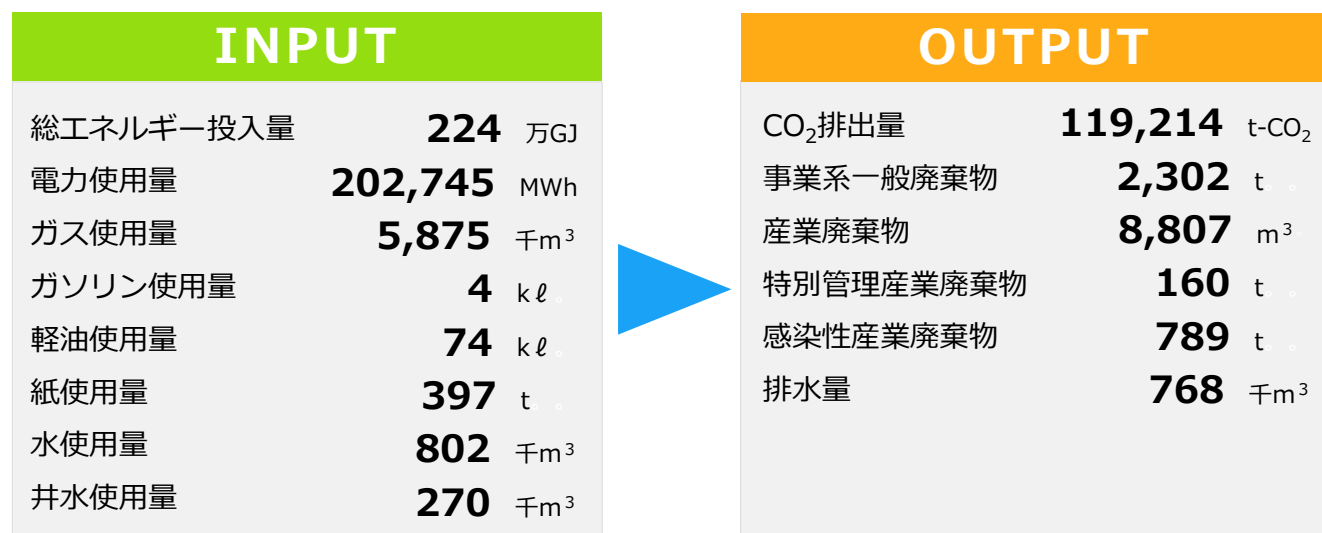 INPUT
総エネルギー投入量 224 万GJ
電力使用量 202,745 MWh
ガス使用量 5,875 千m³
ガソリン使用量 4 kℓ
軽油使用量 74 kℓ
紙使用量 397 t
水使用量 802 千m³
井水使用量 270 千m³
OUTPUT
CO₂排出量 119,214 t-CO₂
事業系一般廃棄物 2,302 t
産業廃棄物 8,807 m³
特別管理産業廃棄物 160 t
感染性産業廃棄物 789 t
排水量 768 千m³